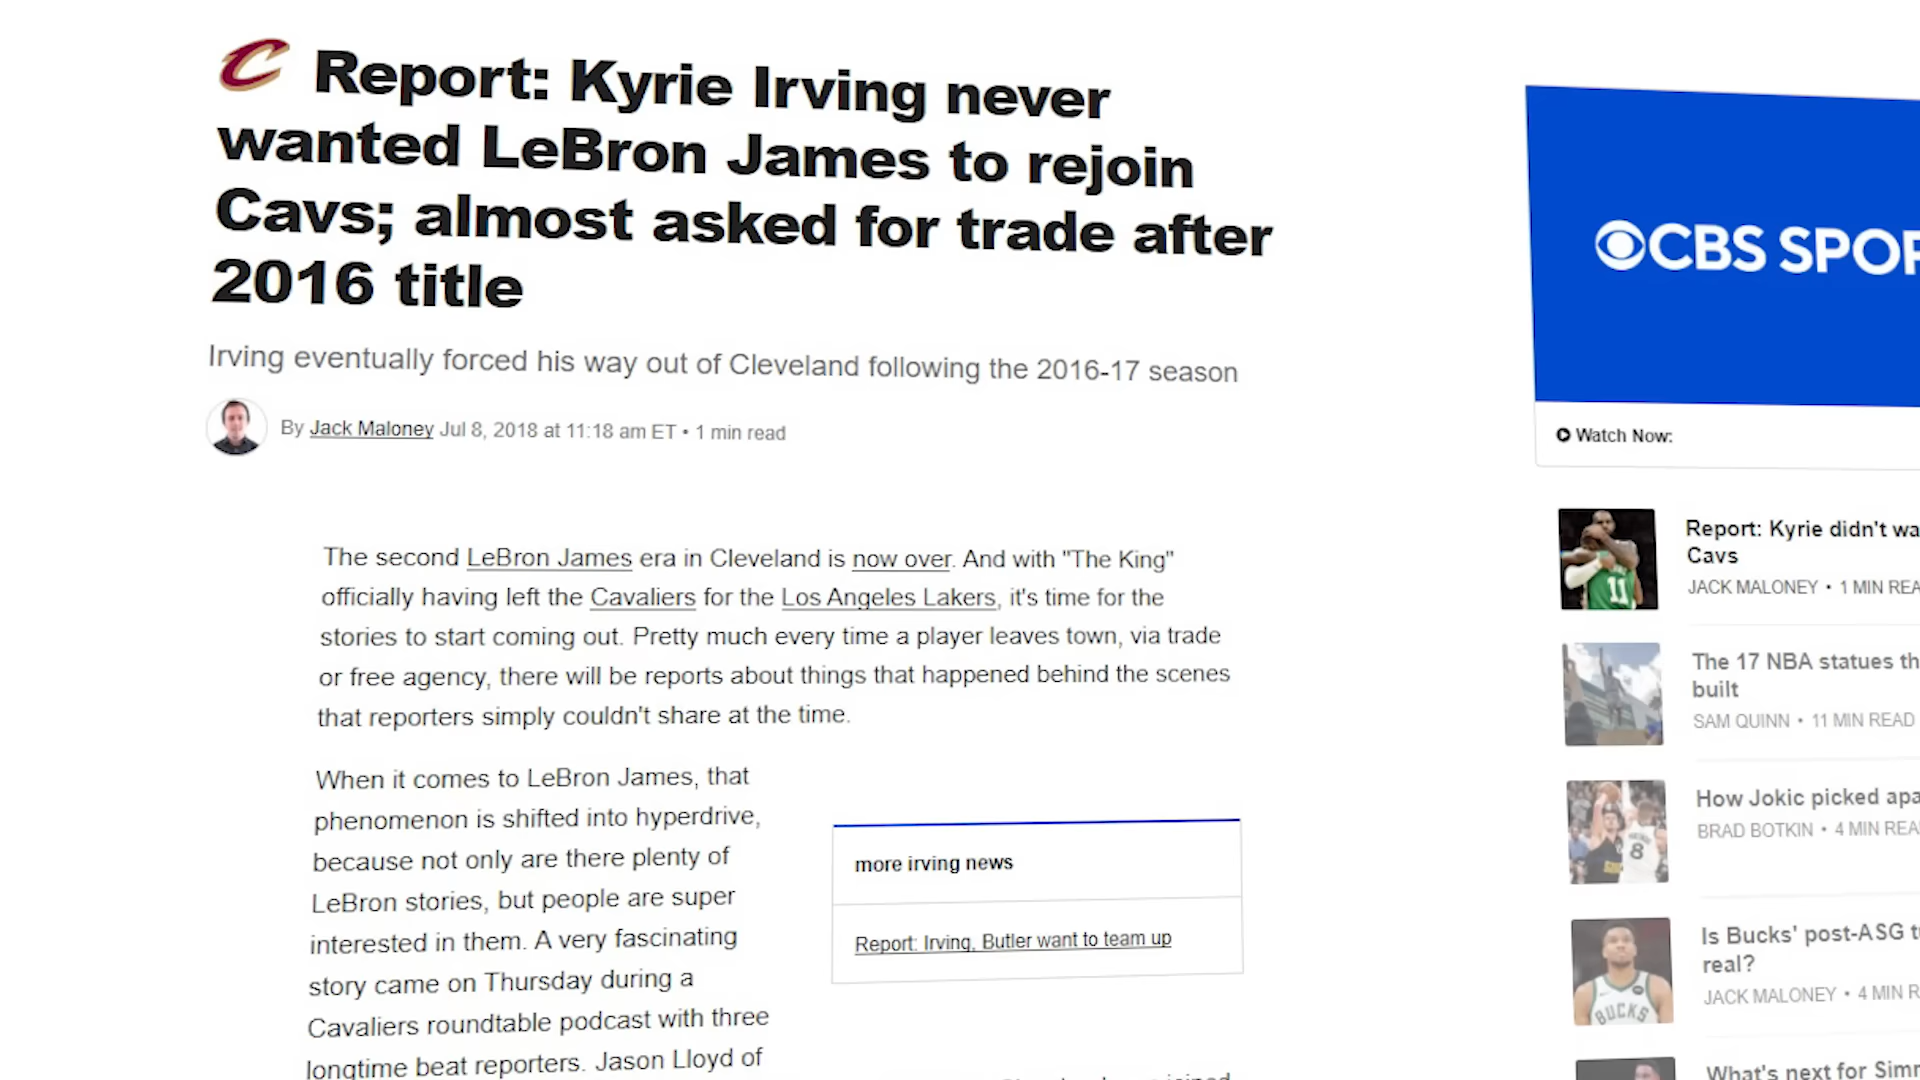 Report: Kyrie Irving never
wanted LeBron James to rejoin
Cavs; almost asked for trade after
2016 title
Irving eventually forced his way out of Cleveland following the 2016-17 season
By Jack Maloney Jul 8, 2018 at 11:18 am ET • 1 min read
The second LeBron James era in Cleveland is now over. And with "The King"
officially having left the Cavaliers for the Los Angeles Lakers, it's time for the
stories to start coming out. Pretty much every time a player leaves town, via trade
or free agency, there will be reports about things that happened behind the scenes
that reporters simply couldn't share at the time.
When it comes to LeBron James, that
phenomenon is shifted into hyperdrive,
because not only are there plenty of
LeBron stories, but people are super
interested in them. A very fascinating
story came on Thursday during a
Cavaliers roundtable podcast with three
longtime beat reporters. Jason Lloyd of
more irving news
Report: Irving, Butler want to team up
joined
CBS SPOR
Watch Now:
Report: Kyrie didn't wa
Cavs
JACK MALONEY • 1 MIN REA
11
The 17 NBA statues th
built
SAM QUINN • 11 MIN READ
How Jokic picked apa
BRAD BOTKIN • 4 MIN REA
8
Is Bucks' post-ASG t
real?
JACK MALONEY • 4 MIN R
BUCKS
What's next for Simm